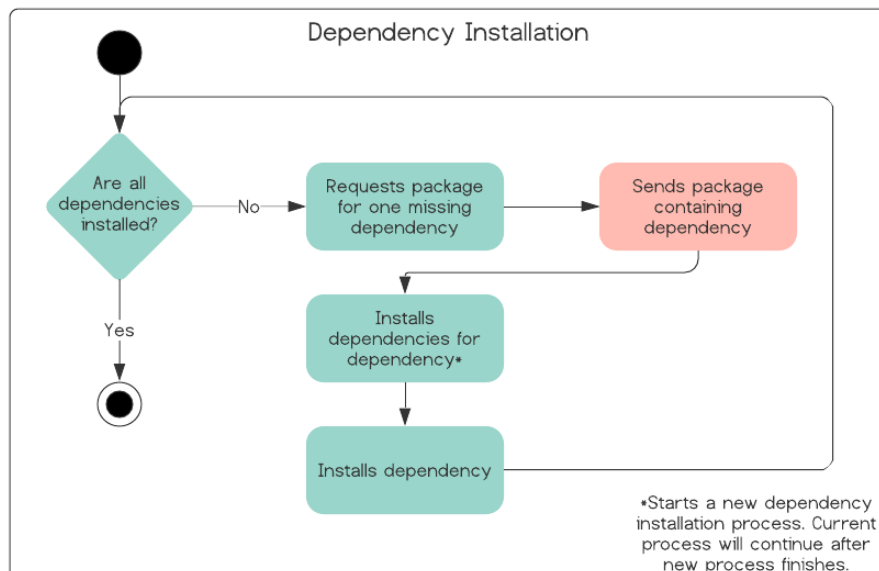 Dependency Installation
Are all
dependencies
installed?
No
Requests package
for one missing
dependency
Sends package
containing
dependency
Yes
Installs
dependencies for
dependency*
Installs dependency
*Starts a new dependency
installation process. Current
process will continue after
new process finishes.